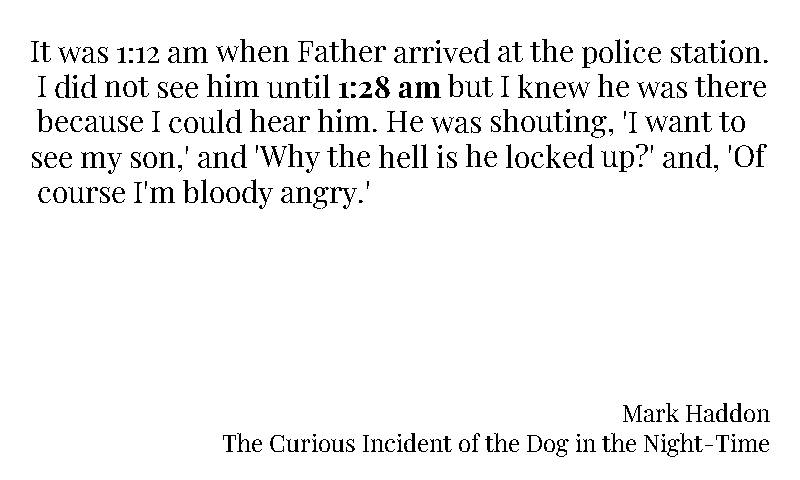 It was 1:12 am when Father arrived at the police station.
I did not see him until 1:28 am but I knew he was there
because I could hear him. He was shouting, 'I want to
see my son,' and 'Why the hell is he locked up?' and, 'Of
course I'm bloody angry.'
Mark Haddon
The Curious Incident of the Dog in the Night-Time